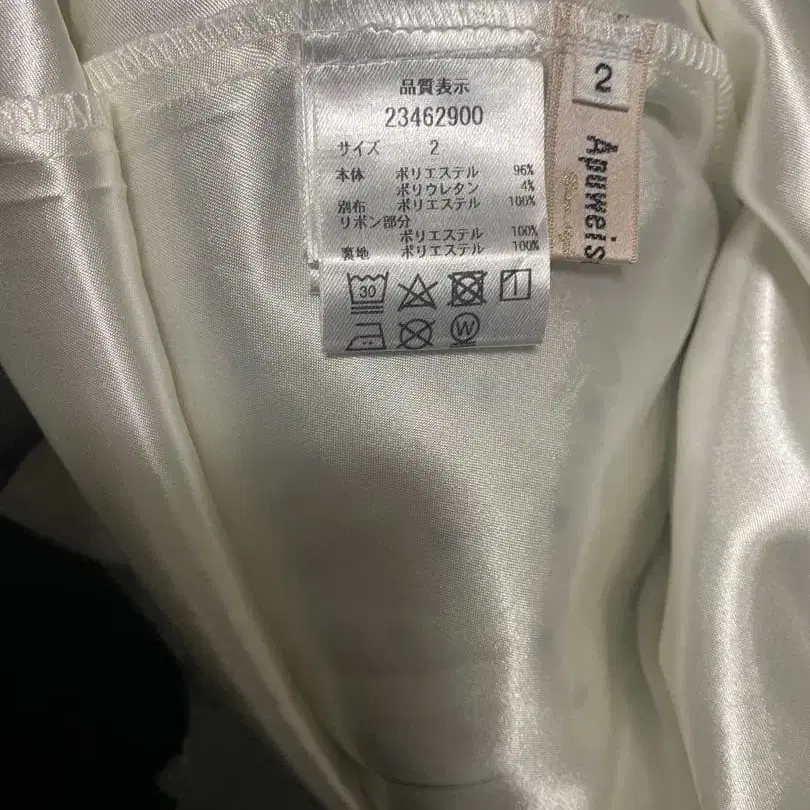 品質表示
23462900
サイズ 2
本体 ポリエステル 96%
ポリウレタン 4%
別布 ポリエステル 100%
リボン部分
ポリエステル 100%
裏地 ポリエステル 100%
30
W
2
Apuweis